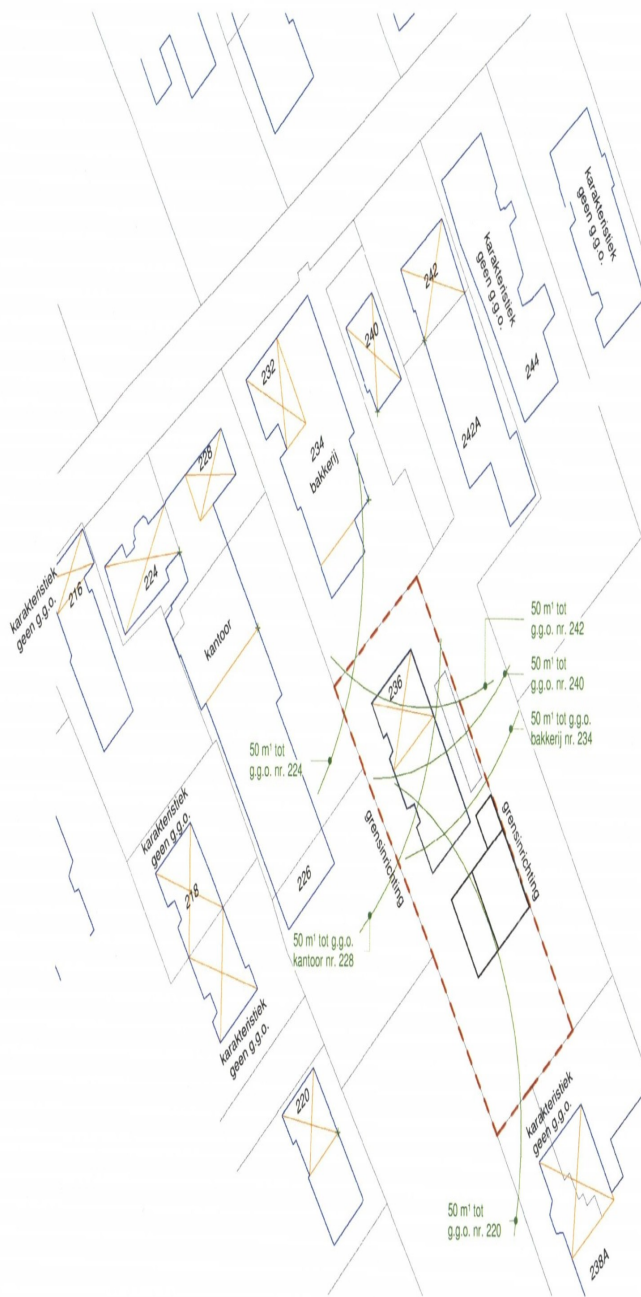 karakteristiek
geen g.g.o.
karakteristiek
geen g.g.o.
242
244
240
242A
232
234
bakkerij
228
karakteristiek
geen g.g.o.
216
224
kantoor
50 m¹ tot
g.g.o. nr. 242
50 m¹ tot
g.g.o. nr. 240
50 m¹ tot g.g.o.
bakkerij nr. 234
236
50 m¹ tot
g.g.o. nr. 224
grensinrichting
grensinrichting
karakteristiek
geen g.g.o.
218
226
50 m¹ tot g.g.o.
kantoor nr. 228
karakteristiek
geen g.g.o.
220
karakteristiek
geen g.g.o.
50 m¹ tot
g.g.o. nr. 220
238A